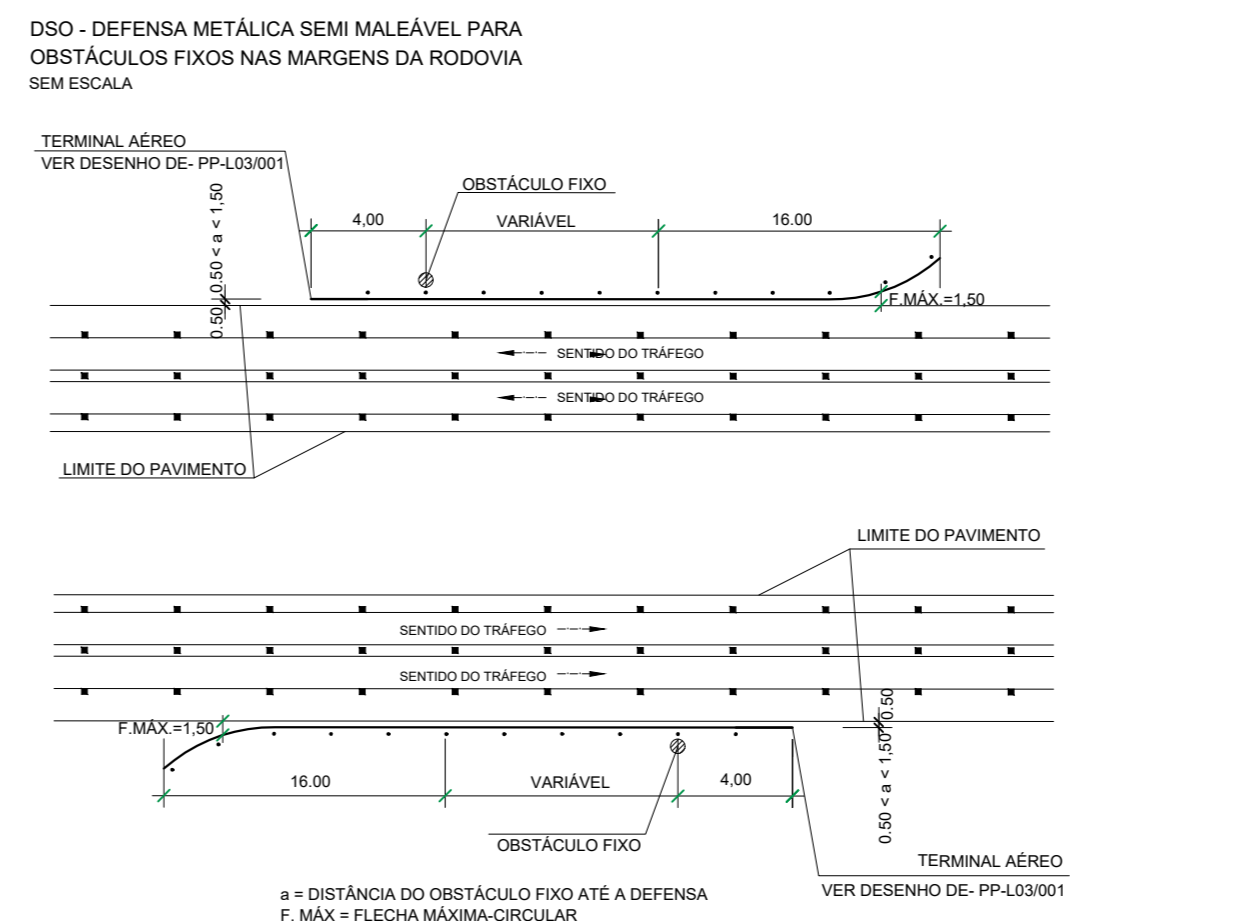 DSO - DEFENSA METÁLICA SEMI MALEÁVEL PARA
OBSTÁCULOS FIXOS NAS MARGENS DA RODOVIA
SEM ESCALA
TERMINAL AÉREO
VER DESENHO DE- PP-L03/001
OBSTÁCULO FIXO
0.50 < a < 1,50
0.50
4,00
VARIÁVEL
16.00
F.MÁX.=1,50
SENTIDO DO TRÁFEGO
SENTIDO DO TRÁFEGO
LIMITE DO PAVIMENTO
LIMITE DO PAVIMENTO
SENTIDO DO TRÁFEGO
SENTIDO DO TRÁFEGO
0.50
0.50 < a < 1,50
F.MÁX.=1,50
16.00
VARIÁVEL
4,00
OBSTÁCULO FIXO
TERMINAL AÉREO
VER DESENHO DE- PP-L03/001
a = DISTÂNCIA DO OBSTÁCULO FIXO ATÉ A DEFENSA
F. MÁX = FLECHA MÁXIMA-CIRCULAR